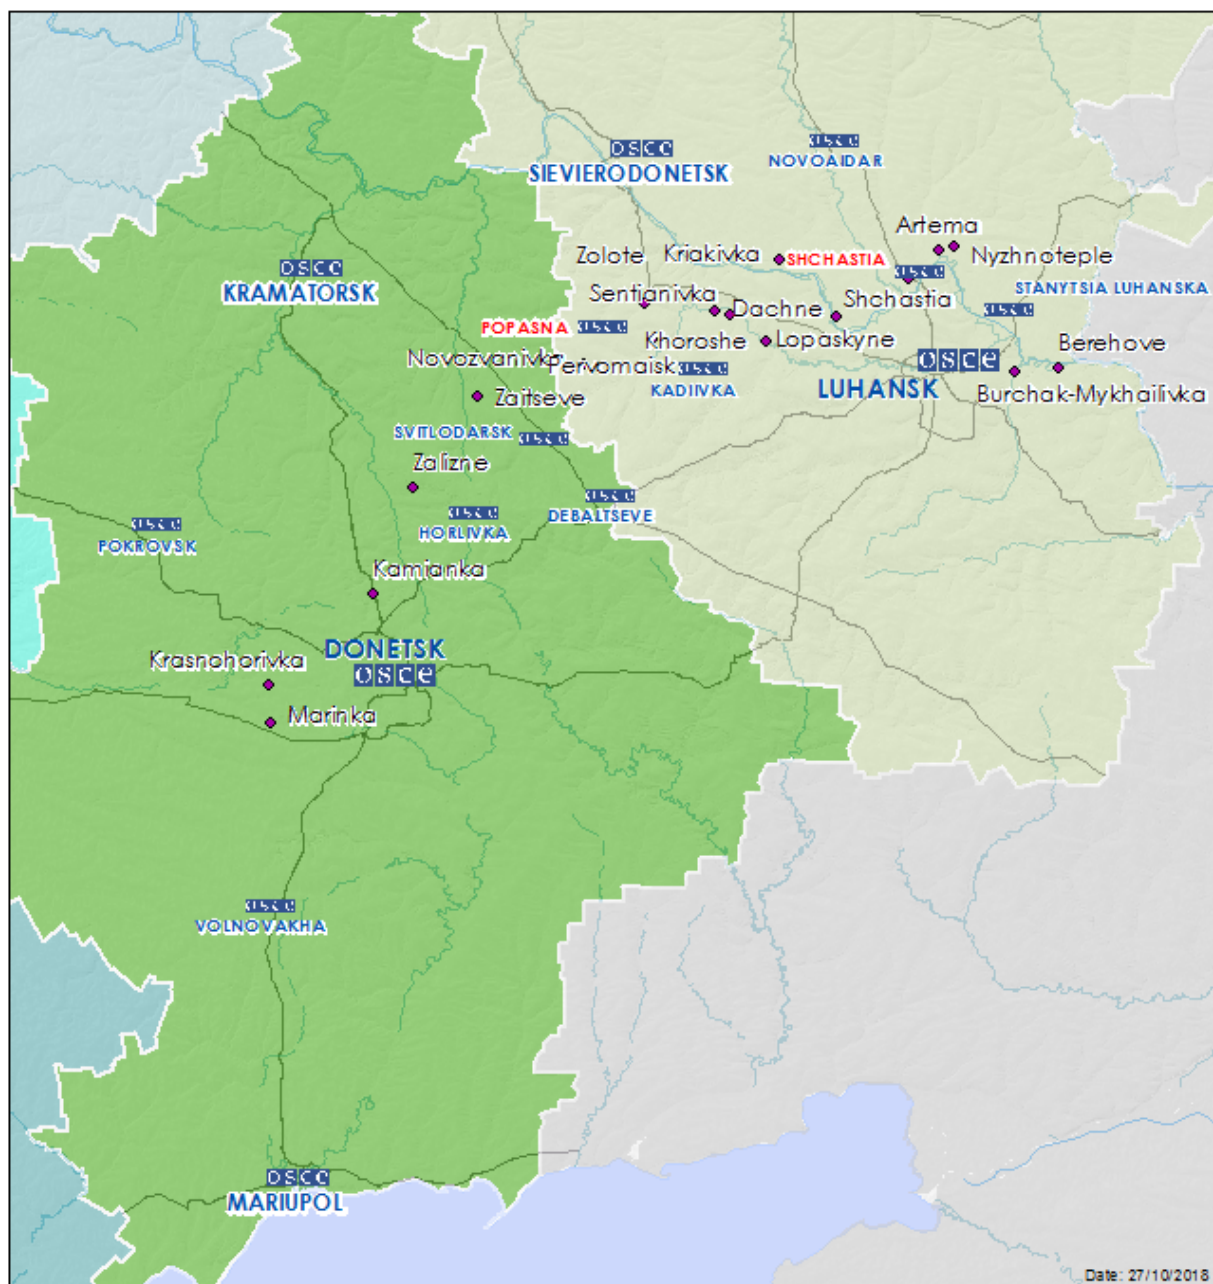 OSCE
SIEVIERODONETSK
OSCE
NOVOAIDAR
Artema
Nyzhnoteple
Zolote
Kriakivka
SHCHASTIA
OSCE
OSCE
KRAMATORSK
Sentianivka
Dachne
Shchastia
STANYTSIA LUHANSKA
OSCE
POPASNA
OSCE
Khoroshe
Lopaskyne
Berehove
Novozvanivka
Pervomaisk
OSCE
KADIIVKA
OSCE
LUHANSK
Burchak-Mykhailivka
Zaitseve
SVITLODARSK
OSCE
Zalizne
OSCE
HORLIVKA
OSCE
DEBALTSEVE
OSCE
POKROVSK
Kamianka
DONETSK
OSCE
Krasnohorivka
Marinka
OSCE
VOLNOVAKHA
OSCE
MARIUPOL
Date: 27/10/2018